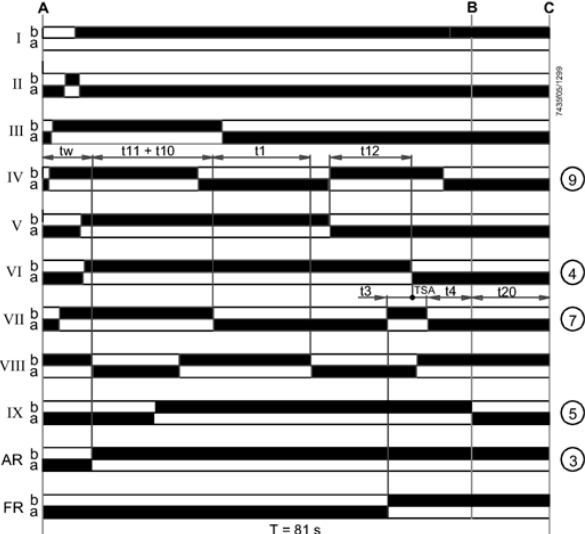 A B C
I b
a
II b
a
7435r05/1299
III b
a
tw t11 + t10 t1 t12
IV b
a
9
V b
a
VI b
a
4
t3 TSA t4 t20
VII b
a
7
VIII b
a
IX b
a
5
AR b
a
3
FR b
a
T = 81 s